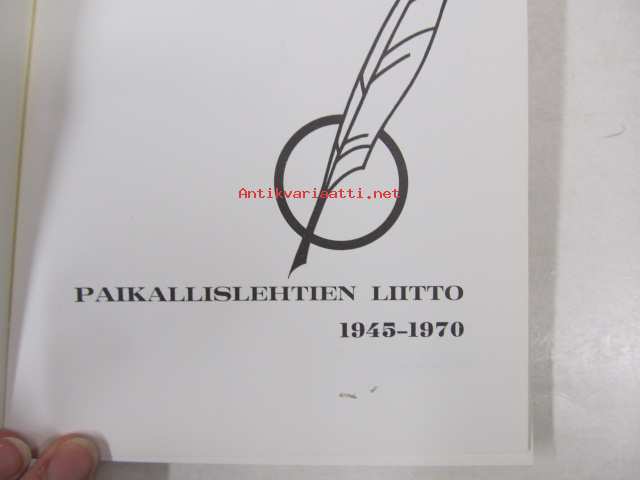 Antikvariaatti.net
PAIKALLISLEHTIEN LIITTO
1945–1970